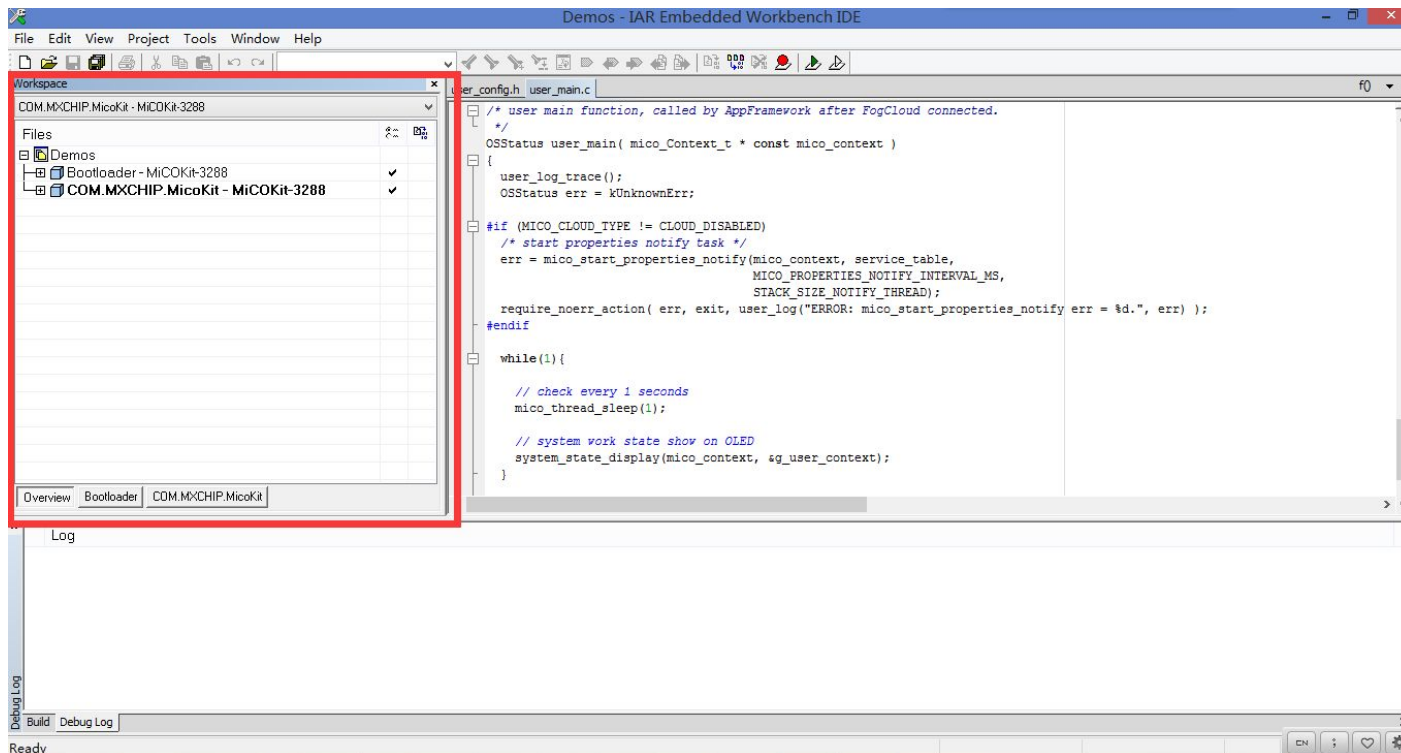 Demos - IAR Embedded Workbench IDE
File Edit View Project Tools Window Help
Workspace
COM.MXCHIP.MicoKit - MiCOKit-3288
Files
Demos
Bootloader - MiCOKit-3288
COM.MXCHIP.MicoKit - MiCOKit-3288
Overview Bootloader COM.MXCHIP.MicoKit
user_config.h user_main.c f()
/* user main function, called by AppFramework after FogCloud connected.
*/
OSStatus user_main( mico_Context_t * const mico_context )
{
user_log_trace();
OSStatus err = kUnknownErr;
#if (MICO_CLOUD_TYPE != CLOUD_DISABLED)
/* start properties notify task */
err = mico_start_properties_notify(mico_context, service_table,
MICO_PROPERTIES_NOTIFY_INTERVAL_MS,
STACK_SIZE_NOTIFY_THREAD);
require_noerr_action( err, exit, user_log("ERROR: mico_start_properties_notify err = %d.", err) );
#endif
while(1){
// check every 1 seconds
mico_thread_sleep(1);
// system work state show on OLED
system_state_display(mico_context, &g_user_context);
}
Log
Debug Log
Build Debug Log
Ready
EN ;